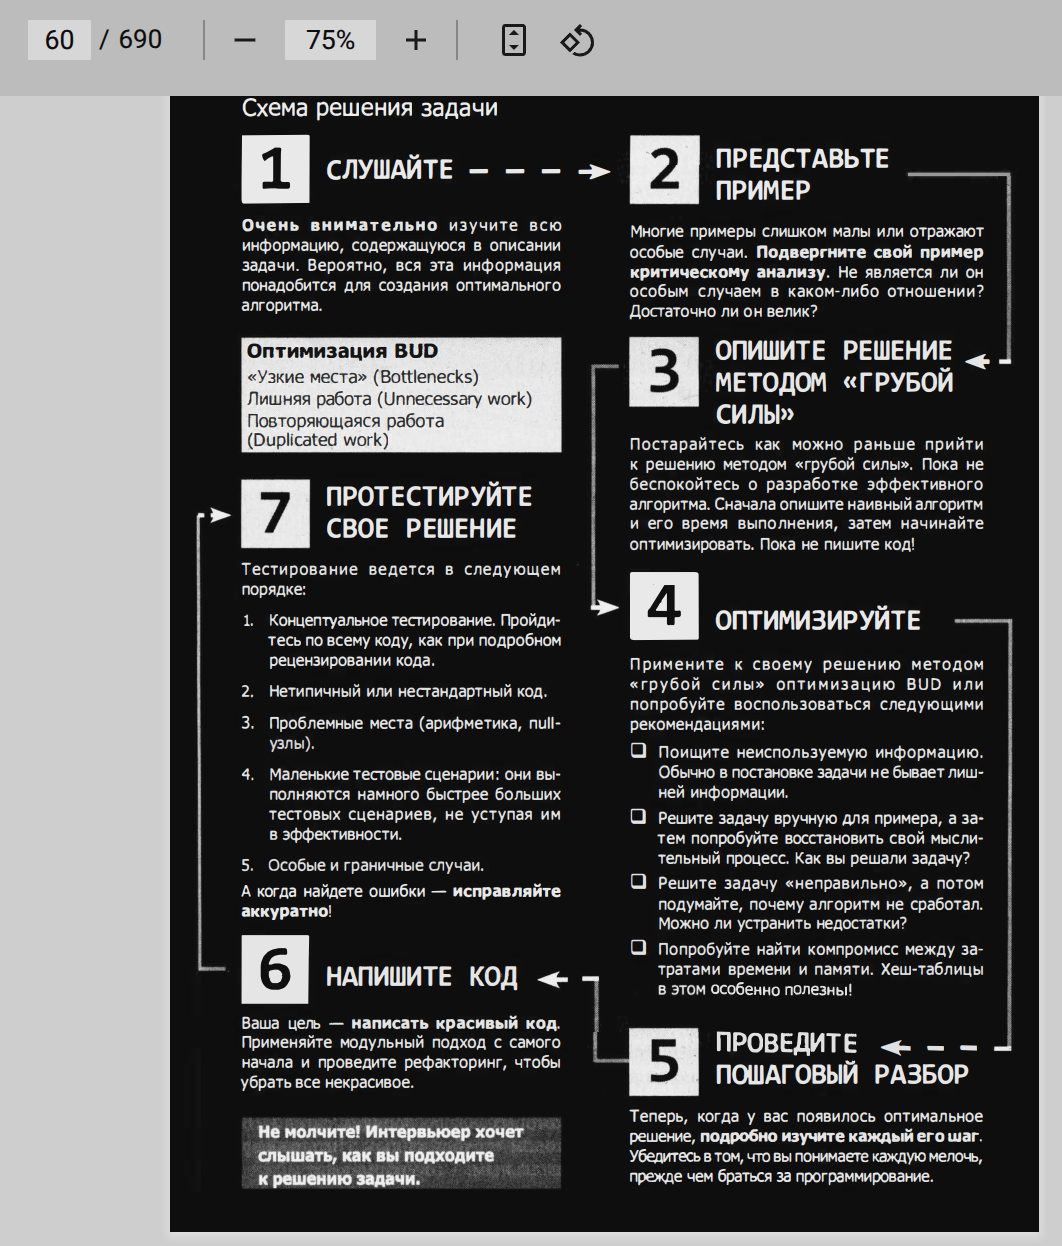 60 / 690
75%
Схема решения задачи
1
СЛУШАЙТЕ
Очень внимательно изучите всю
информацию, содержащуюся в описании
задачи. Вероятно, вся эта информация
понадобится для создания оптимального
алгоритма.
Оптимизация BUD
«Узкие места» (Bottlenecks)
Лишняя работа (Unnecessary work)
Повторяющаяся работа
(Duplicated work)
2
ПРЕДСТАВЬТЕ
ПРИМЕР
Многие примеры слишком малы или отражают
особые случаи. Подвергните свой пример
критическому анализу. Не является ли он
особым случаем в каком-либо отношении?
Достаточно ли он велик?
3
ОПИШИТЕ РЕШЕНИЕ
МЕТОДОМ «ГРУБОЙ
СИЛЫ»
Постарайтесь как можно раньше прийти
к решению методом «грубой силы». Пока не
беспокойтесь о разработке эффективного
алгоритма. Сначала опишите наивный алгоритм
и его время выполнения, затем начинайте
оптимизировать. Пока не пишите код!
4
ОПТИМИЗИРУЙТЕ
Примените к своему решению методом
«грубой силы» оптимизацию BUD или
попробуйте воспользоваться следующими
рекомендациями:
❑ Поищите неиспользуемую информацию.
Обычно в постановке задачи не бывает лиш-
ней информации.
❑ Решите задачу вручную для примера, а за-
тем попробуйте восстановить свой мысли-
тельный процесс. Как вы решали задачу?
❑ Решите задачу «неправильно», а потом
подумайте, почему алгоритм не сработал.
Можно ли устранить недостатки?
❑ Попробуйте найти компромисс между за-
тратами времени и памяти. Хеш-таблицы
в этом особенно полезны!
5
ПРОВЕДИТЕ
ПОШАГОВЫЙ РАЗБОР
Теперь, когда у вас появилось оптимальное
решение, подробно изучите каждый его шаг.
Убедитесь в том, что вы понимаете каждую мелочь,
прежде чем браться за программирование.
6
НАПИШИТЕ КОД
Ваша цель — написать красивый код.
Применяйте модульный подход с самого
начала и проведите рефакторинг, чтобы
убрать все некрасивое.
Не молчите! Интервьюер хочет
слышать, как вы подходите
к решению задачи.
7
ПРОТЕСТИРУЙТЕ
СВОЕ РЕШЕНИЕ
Тестирование ведется в следующем
порядке:
1. Концептуальное тестирование. Пройди-
тесь по всему коду, как при подробном
рецензировании кода.
2. Нетипичный или нестандартный код.
3. Проблемные места (арифметика, null-
узлы).
4. Маленькие тестовые сценарии: они вы-
полняются намного быстрее больших
тестовых сценариев, не уступая им
в эффективности.
5. Особые и граничные случаи.
А когда найдете ошибки — исправляйте
аккуратно!